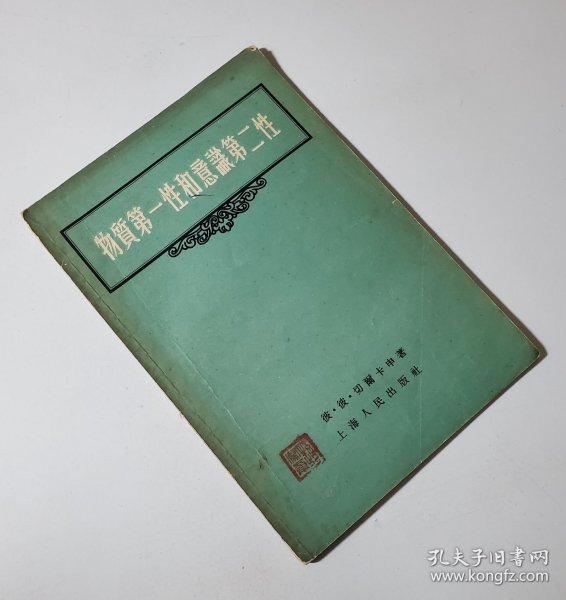 物質第一性和意識第二性
彼·彼·切爾卡申著
上海人民出版社
孔夫子旧书网
www.kongfz.com